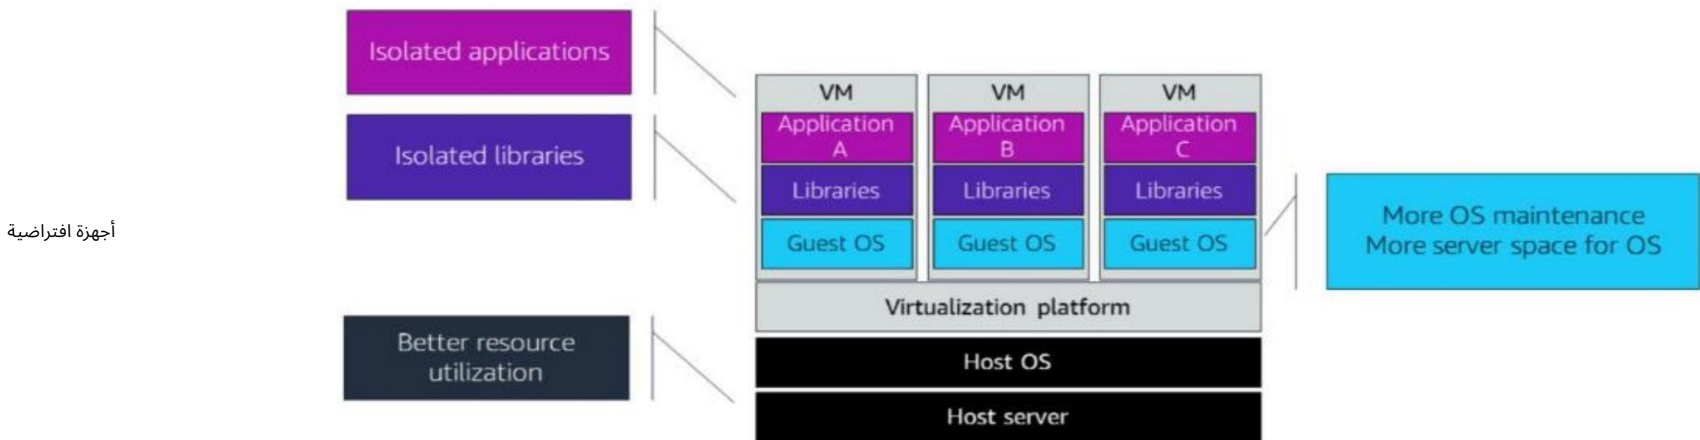 Isolated applications
Isolated libraries
أجهزة افتراضية
Better resource
utilization
VM
Application
A
Libraries
Guest OS
VM
Application
B
Libraries
Guest OS
VM
Application
C
Libraries
Guest OS
Virtualization platform
Host OS
Host server
More OS maintenance
More server space for OS